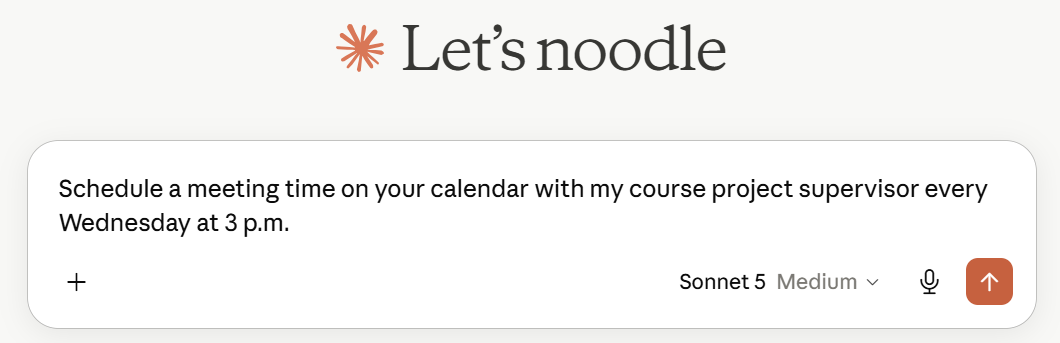 Let's noodle
Schedule a meeting time on your calendar with my course project supervisor every
Wednesday at 3 p.m.
Sonnet 5 Medium